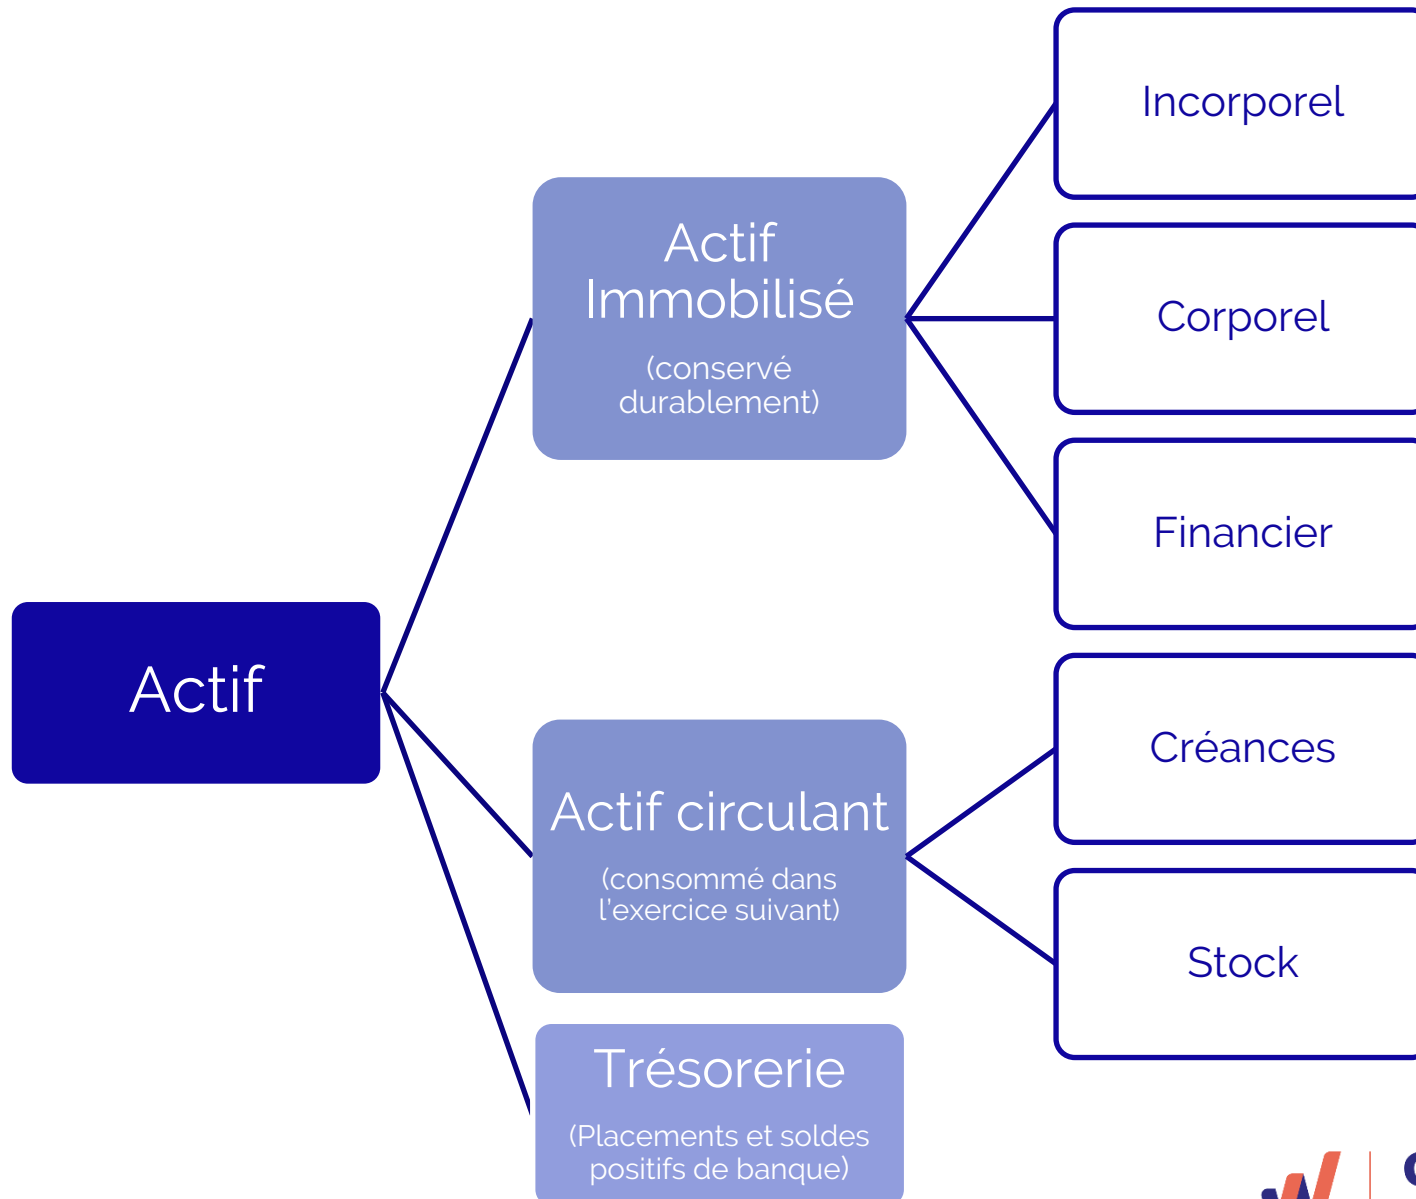 Actif
Actif
Immobilisé
(conservé
durablement)
Incorporel
Corporel
Financier
Actif circulant
(consommé dans
l'exercice suivant)
Créances
Stock
Trésorerie
(Placements et soldes
positifs de banque)